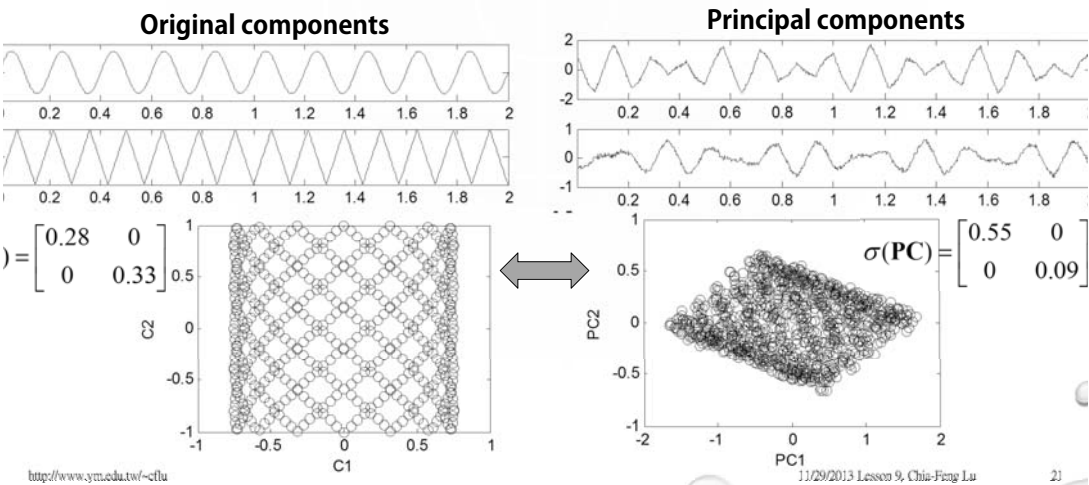 Original components
0.2 0.4 0.6 0.8 1 1.2 1.4 1.6 1.8 2
0.2 0.4 0.6 0.8 1 1.2 1.4 1.6 1.8 2
) = [0.28 0
0 0.33]
1
0.5
0
-0.5
-1
C2
-1 -0.5 0 0.5 1
C1
Principal components
2
0
-2
0.2 0.4 0.6 0.8 1 1.2 1.4 1.6 1.8
1
0
-1
0.2 0.4 0.6 0.8 1 1.2 1.4 1.6 1.8
σ(PC) = [0.55 0
0 0.09]
1
0.5
0
-0.5
-1
PC2
-2 -1 0 1 2
PC1
http://www.ym.edu.tw/~cflu
11/29/2013 Lesson 9, Chia-Feng Lu
21